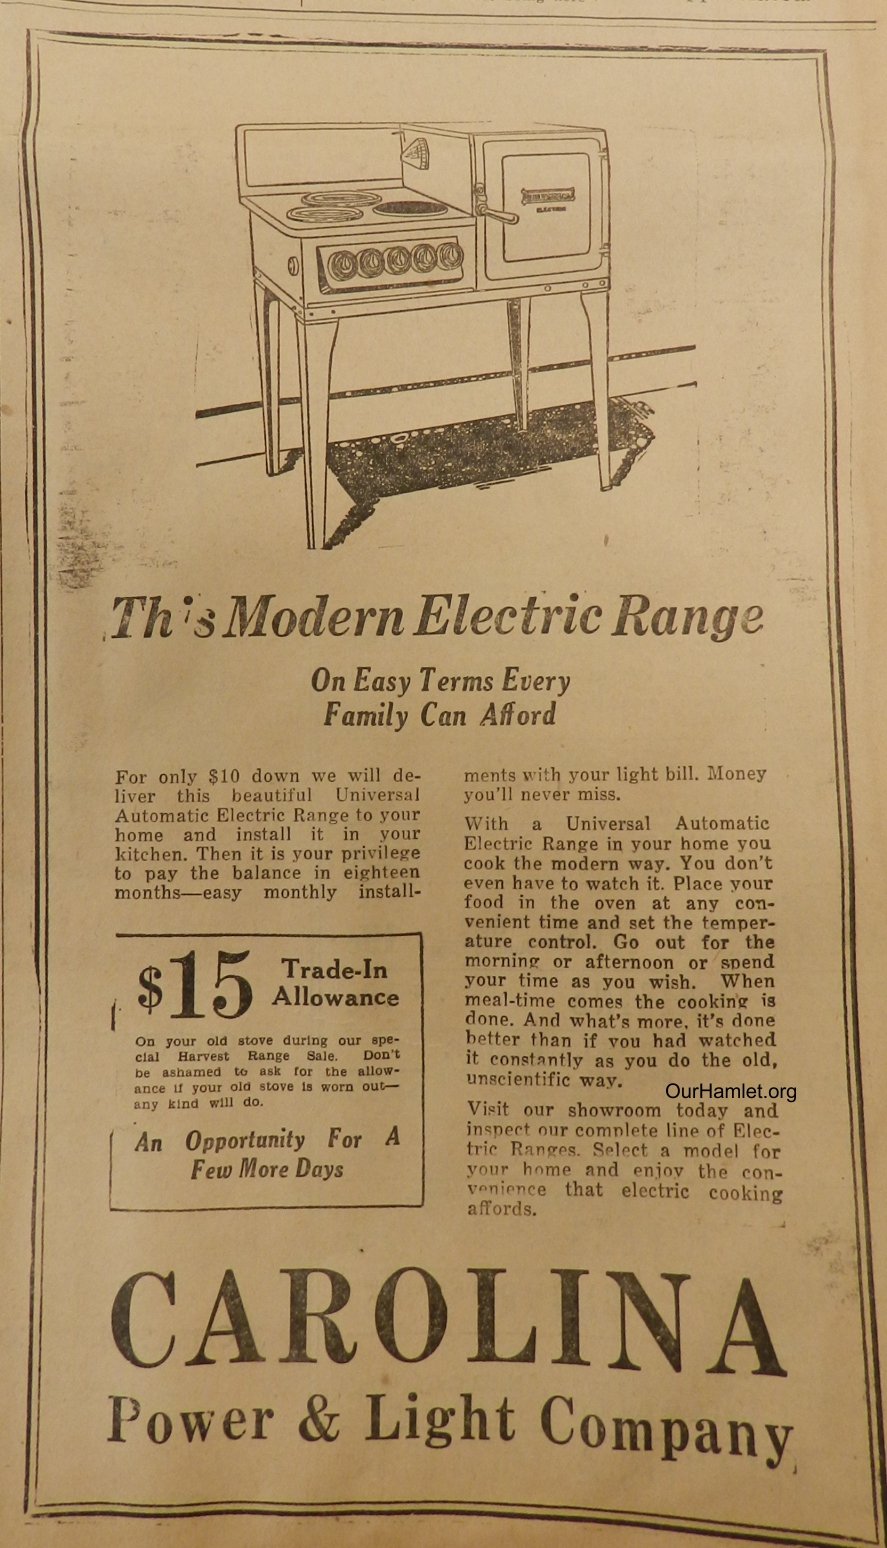 ELECTRIC
This Modern Electric Range
On Easy Terms Every
Family Can Afford
For only $10 down we will de-
liver this beautiful Universal
Automatic Electric Range to your
home and install it in your
kitchen. Then it is your privilege
to pay the balance in eighteen
months—easy monthly install-
$15 Trade-In
Allowance
On your old stove during our spe-
cial Harvest Range Sale. Don't
be ashamed to ask for the allow-
ance if your old stove is worn out—
any kind will do.
An Opportunity For A
Few More Days
ments with your light bill. Money
you'll never miss.
With a Universal Automatic
Electric Range in your home you
cook the modern way. You don't
even have to watch it. Place your
food in the oven at any con-
venient time and set the temper-
ature control. Go out for the
morning or afternoon or spend
your time as you wish. When
meal-time comes the cooking is
done. And what's more, it's done
better than if you had watched
it constantly as you do the old,
unscientific way.
OurHamlet.org
Visit our showroom today and
inspect our complete line of Elec-
tric Ranges. Select a model for
your home and enjoy the con-
venience that electric cooking
affords.
CAROLINA
Power & Light Company